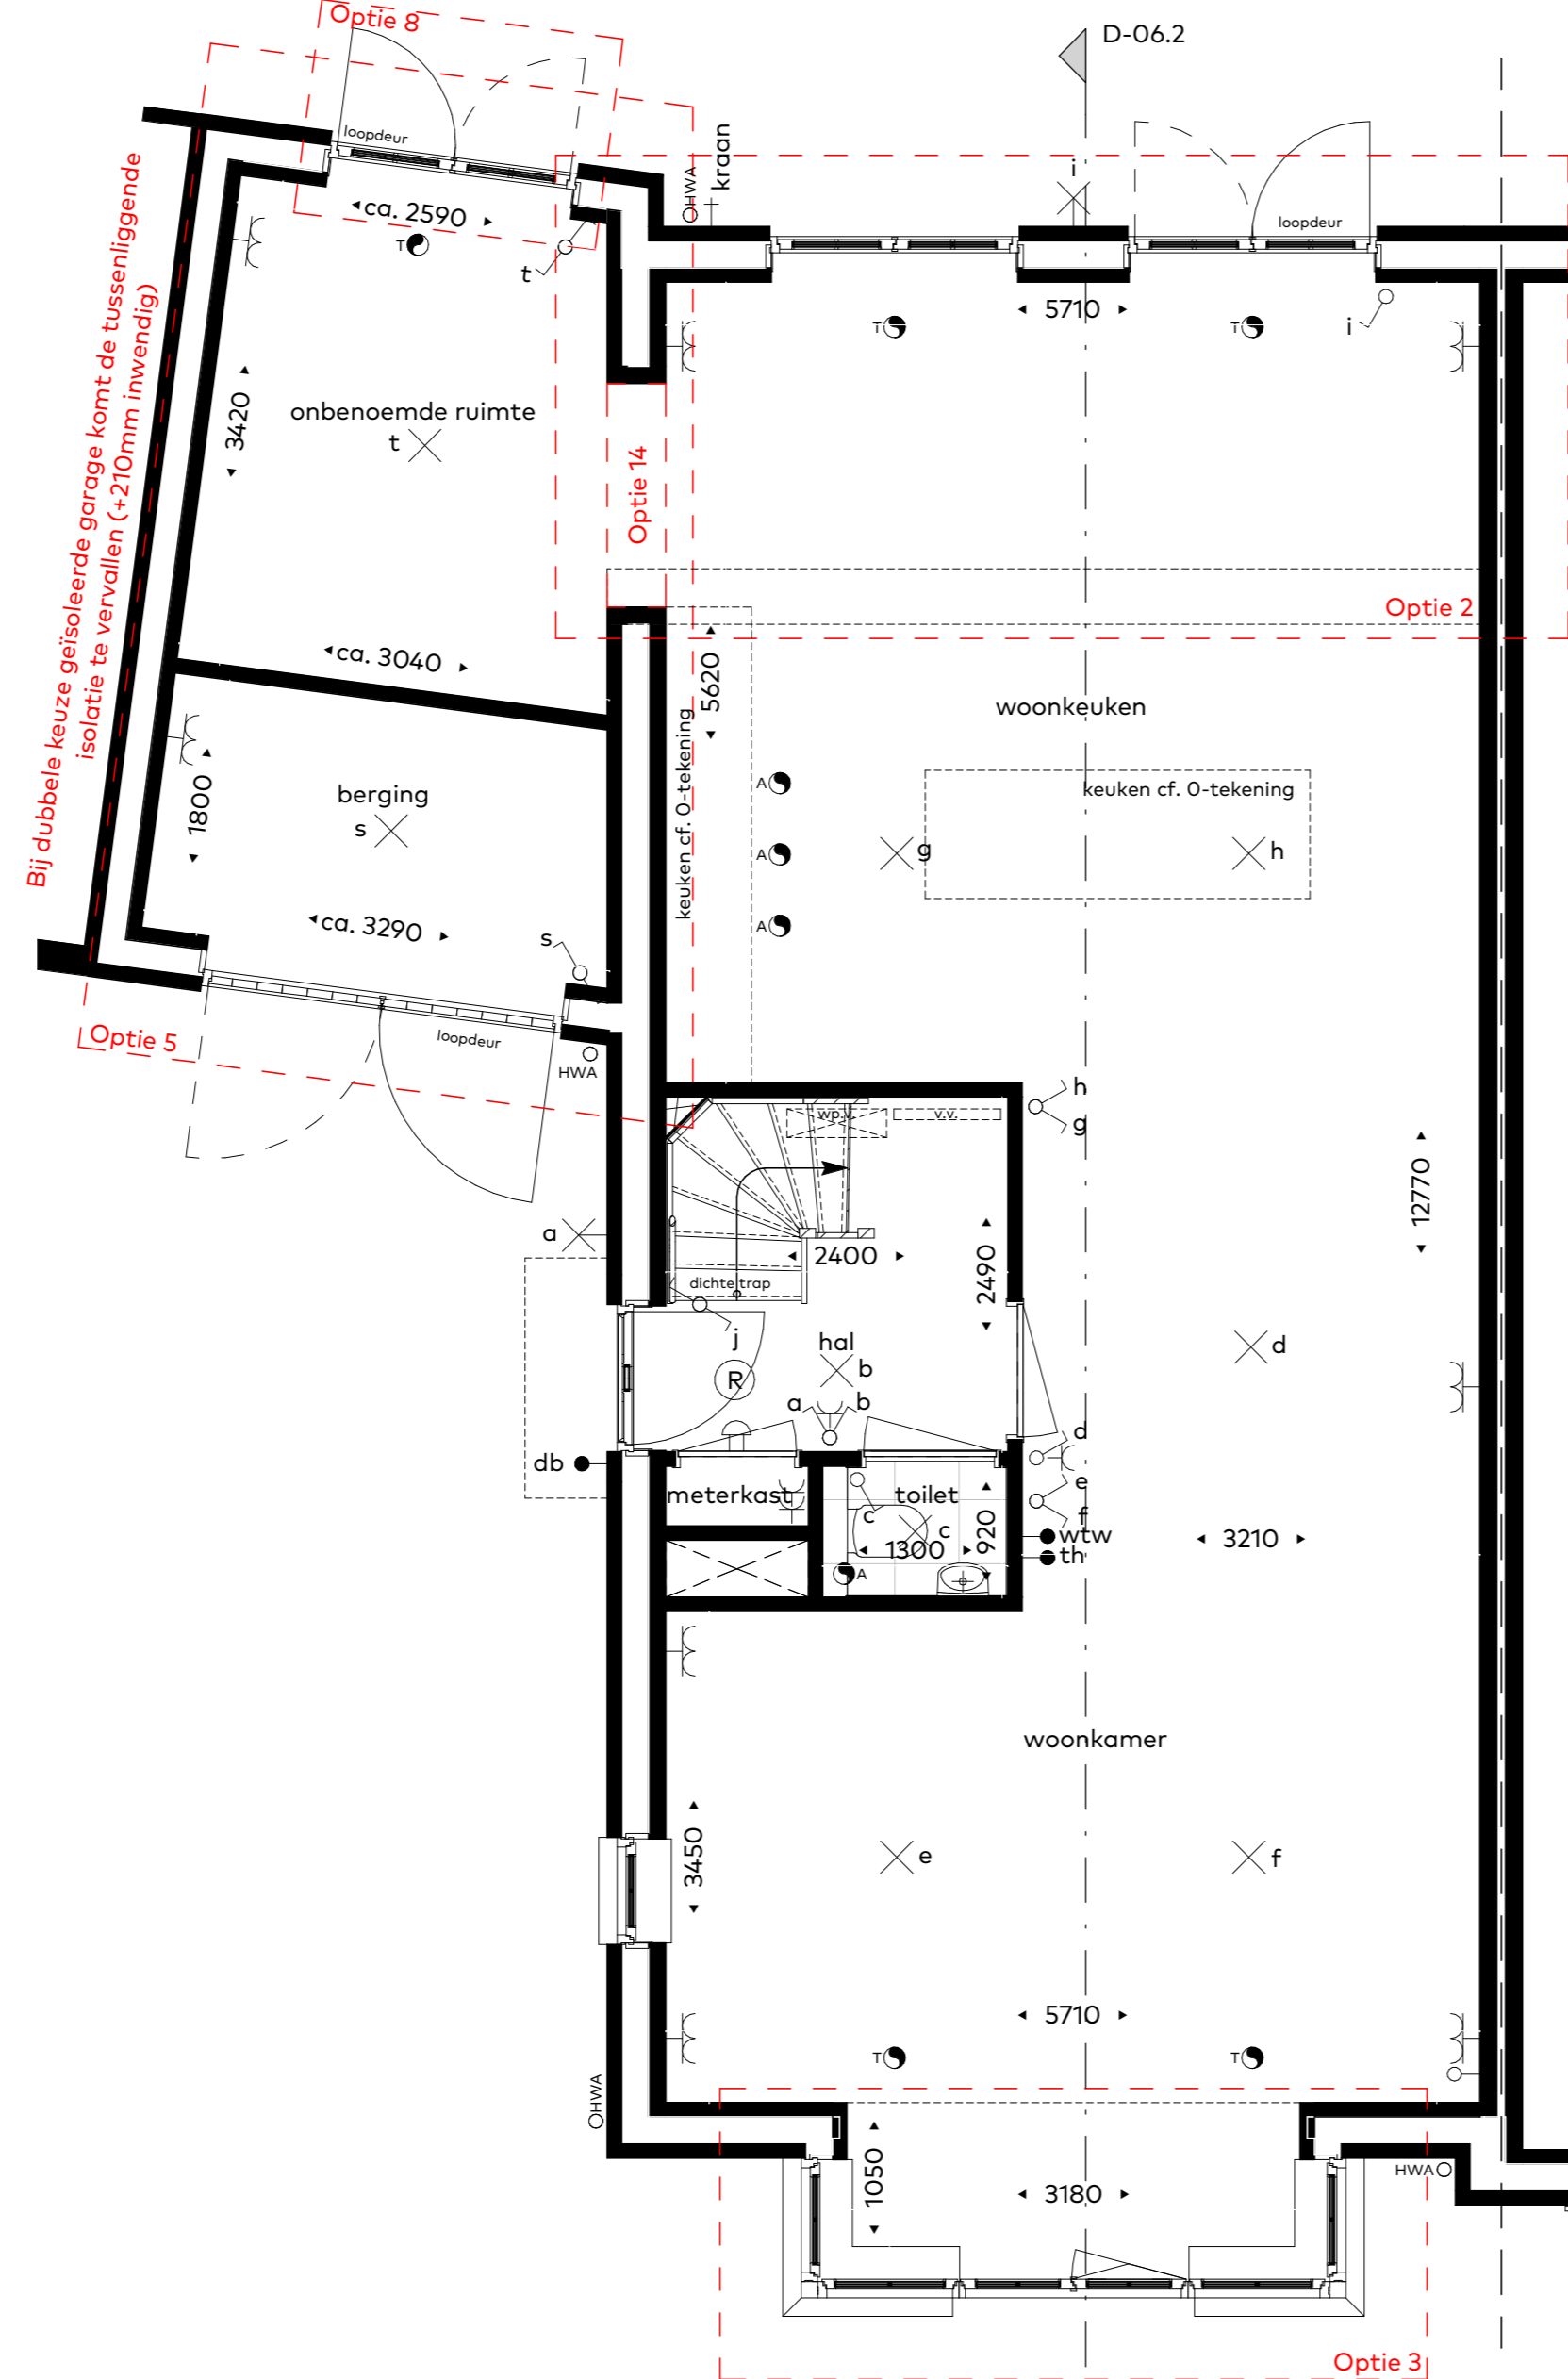 Optie 8
D-06.2
loopdeur
kraan
HWA
i
ca. 2590
T
t
loopdeur
5710
T
T
i
Bij dubbele keuze geïsoleerde garage komt de tussenliggende
isolatie te vervallen (+210mm inwendig)
3420
onbenoemde ruimte
t
Optie 14
Optie 2
ca. 3040
5620
woonkeuken
keuken cf. 0-tekening
keuken cf. 0-tekening
A
berging
s
1800
A
g
h
ca. 3290
s
A
Optie 5
loopdeur
HWA
h
g
wp.v.
v.v.
12770
a
2400
2490
dichte trap
j
hal
b
d
R
a
b
d
db
e
meterkast
toilet
c
c
f
920
wtw
1300
th
3210
A
woonkamer
3450
e
f
5710
T
T
HWA
1050
3180
HWA
Optie 3